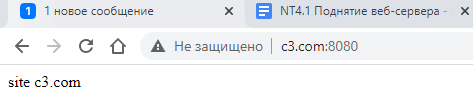 1 1 новое сообщение
NT4.1 Поднятие веб-сервера -
Не защищено | c3.com:8080
site c3.com